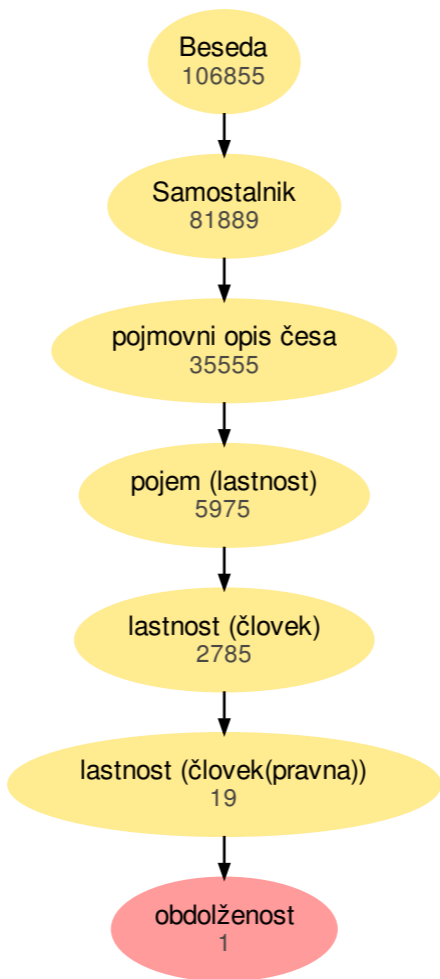 Beseda
106855
Samostalnik
81889
pojmovni opis česa
35555
pojem (lastnost)
5975
lastnost (človek)
2785
lastnost (človek(pravna))
19
obdolženost
1